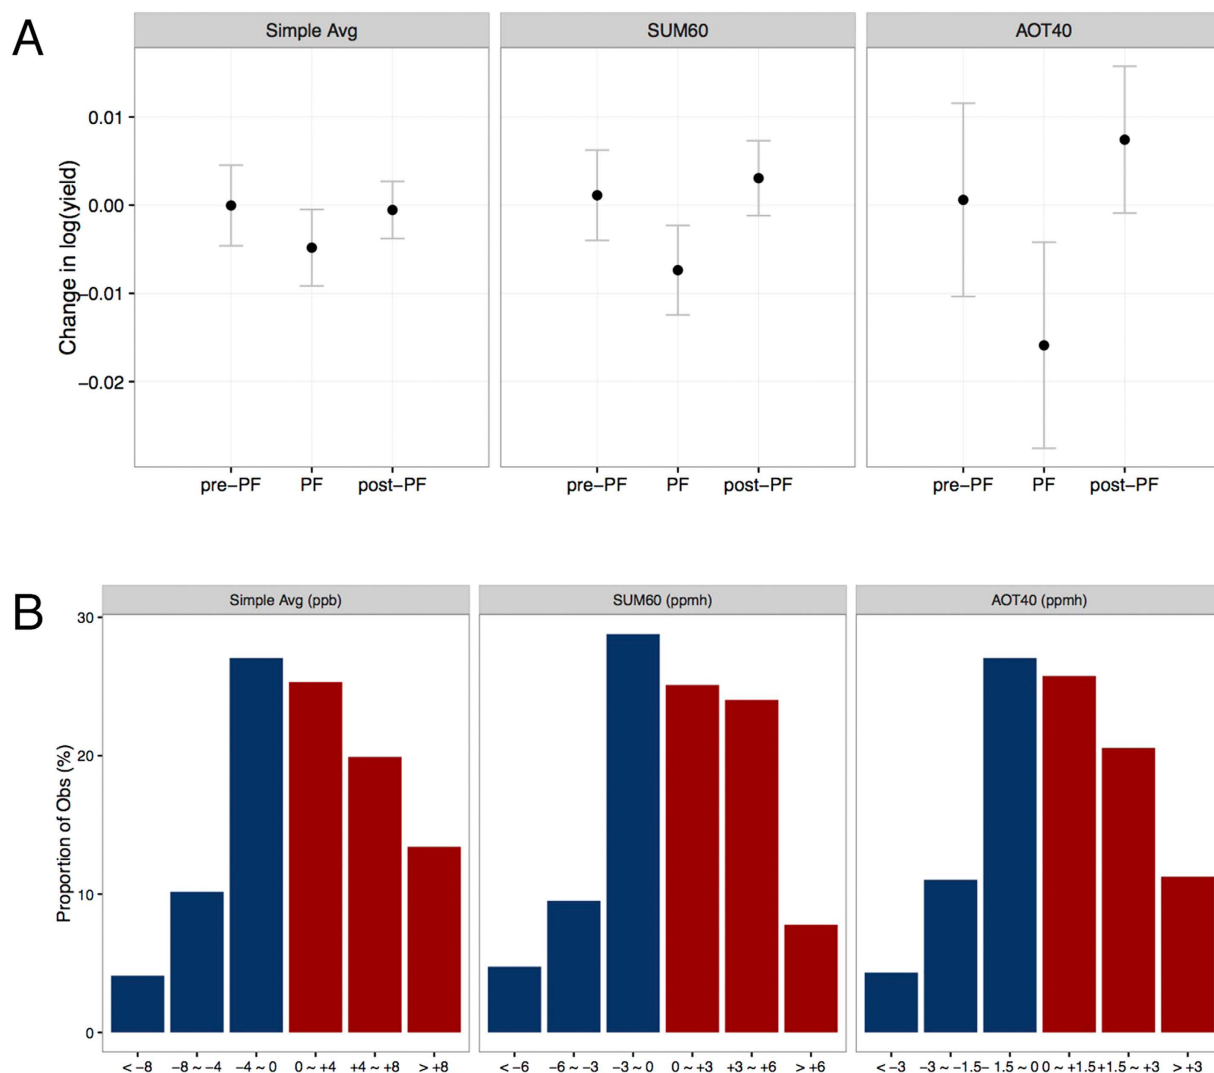 A
Simple Avg SUM60 AOT40
Change in log(yield)
0.01
0.00
−0.01
−0.02
pre−PF PF post−PF pre−PF PF post−PF pre−PF PF post−PF
B
Simple Avg (ppb) SUM60 (ppmh) AOT40 (ppmh)
Proportion of Obs (%)
30
20
10
0
< −8 −8 ~ −4 −4 ~ 0 0 ~ +4 +4 ~ +8 > +8 < −6 −6 ~ −3 −3 ~ 0 0 ~ +3 +3 ~ +6 > +6 < −3 −3 ~ −1.5 − 1.5 ~ 0 0 ~ +1.5 +1.5 ~ +3 > +3